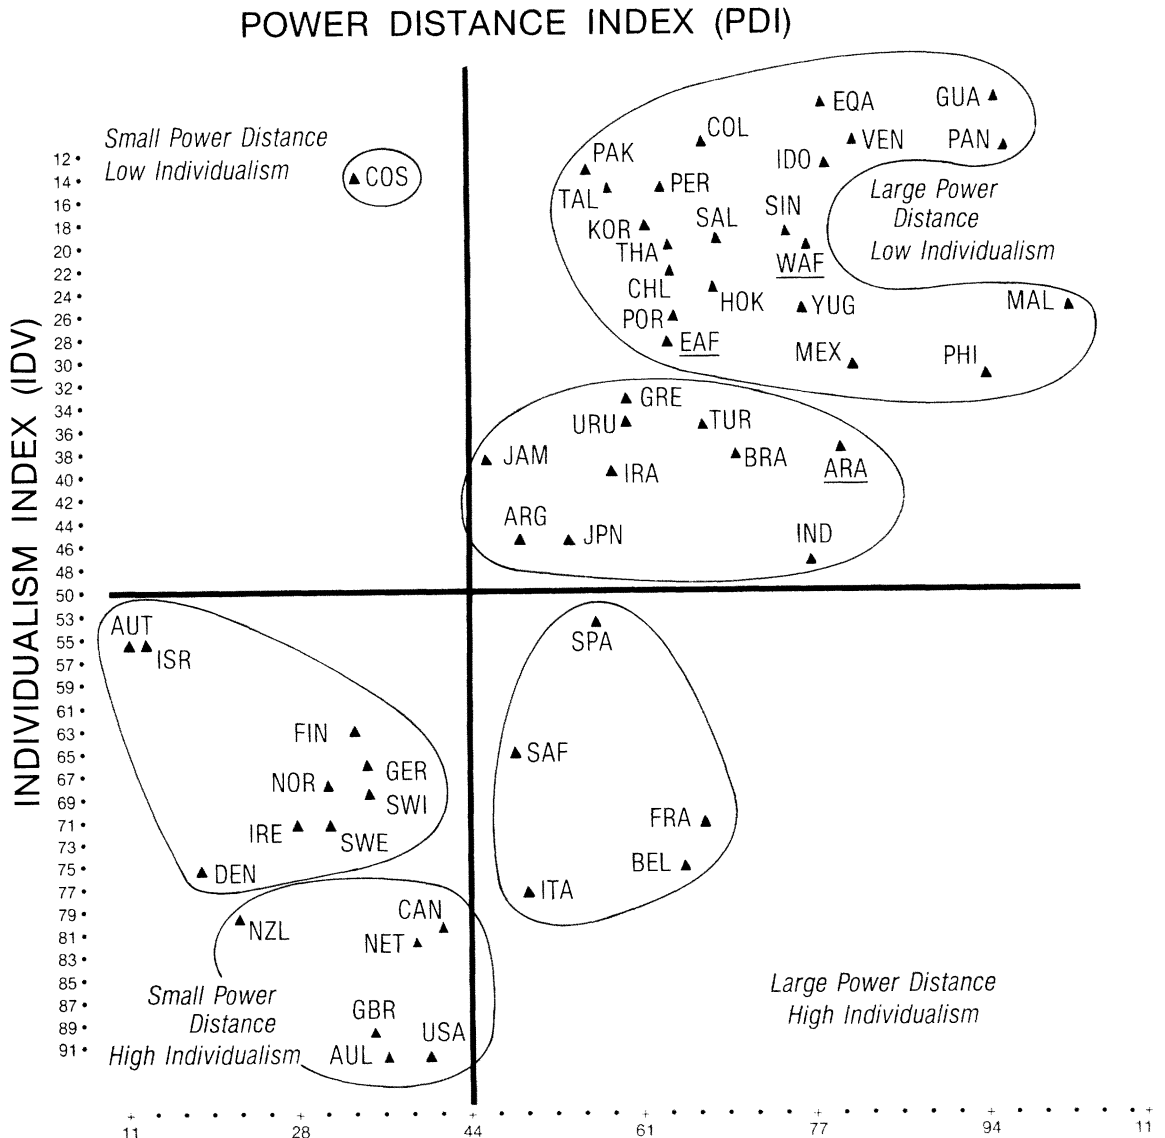 POWER DISTANCE INDEX (PDI)
INDIVIDUALISM INDEX (IDV)
Small Power Distance
Low Individualism
COS
EQA
GUA
COL
VEN
PAN
PAK
IDO
TAL
PER
Large Power
Distance
Low Individualism
SIN
KOR
SAL
THA
WAF
CHL
HOK
YUG
MAL
POR
EAF
MEX
PHI
GRE
URU
TUR
JAM
IRA
BRA
ARA
ARG
JPN
IND
12
14
16
18
20
22
24
26
28
30
32
34
36
38
40
42
44
46
48
50
53
55
57
59
61
63
65
67
69
71
73
75
77
79
81
83
85
87
89
91
AUT
ISR
SPA
FIN
SAF
GER
NOR
SWI
IRE
SWE
FRA
DEN
BEL
ITA
NZL
CAN
NET
Small Power
Distance
High Individualism
GBR
USA
AUL
Large Power Distance
High Individualism
11
28
44
61
77
94
11